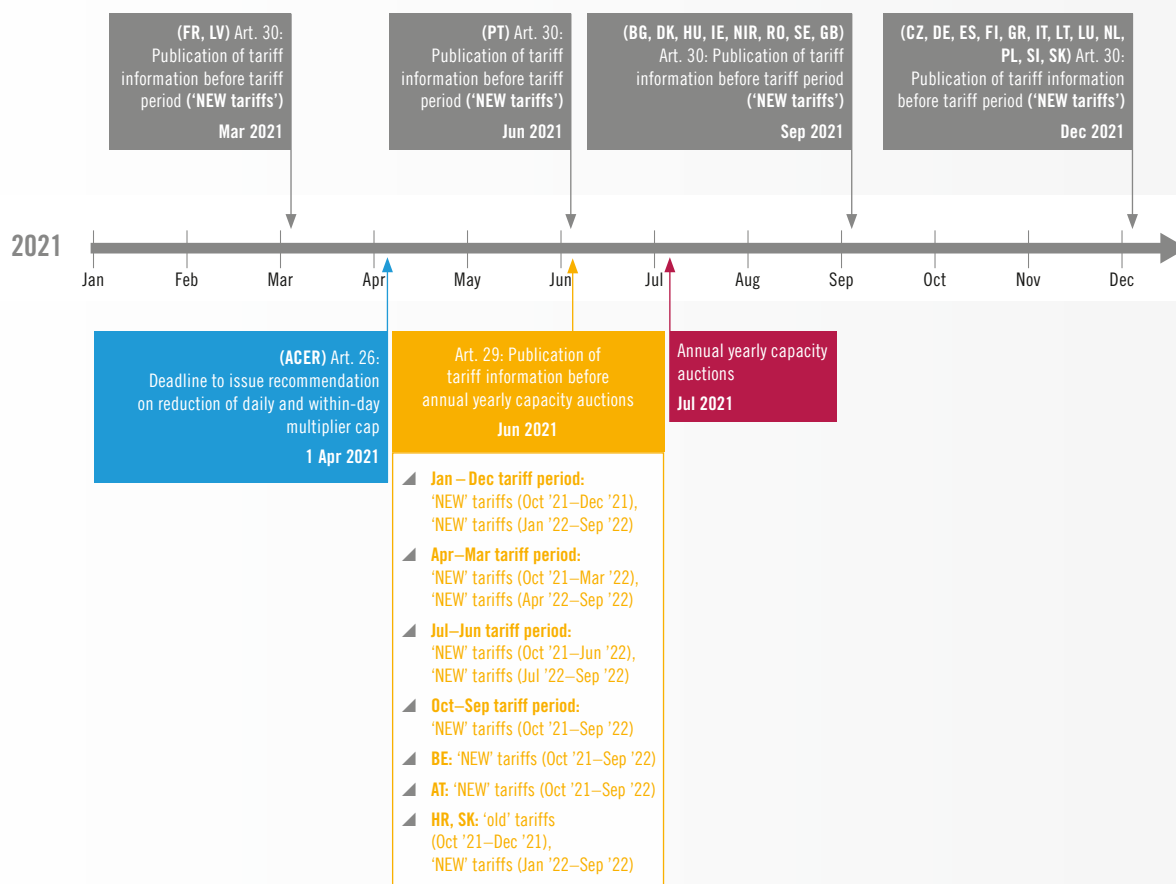 (FR, LV) Art. 30:
Publication of tariff
information before tariff
period (‘NEW tariffs’)
Mar 2021
(PT) Art. 30:
Publication of tariff
information before tariff
period (‘NEW tariffs’)
Jun 2021
(BG, DK, HU, IE, NIR, RO, SE, GB)
Art. 30: Publication of tariff
information before tariff period
(‘NEW tariffs’)
Sep 2021
(CZ, DE, ES, FI, GR, IT, LT, LU, NL,
PL, SI, SK) Art. 30:
Publication of tariff information
before tariff period (‘NEW tariffs’)
Dec 2021
2021
Jan
Feb
Mar
Apr
May
Jun
Jul
Aug
Sep
Oct
Nov
Dec
(ACER) Art. 26:
Deadline to issue recommendation
on reduction of daily and within-day
multiplier cap
1 Apr 2021
Art. 29: Publication of
tariff information before
annual yearly capacity auctions
Jun 2021
Annual yearly capacity
auctions
Jul 2021
Jan – Dec tariff period:
‘NEW’ tariffs (Oct ’21–Dec ’21),
‘NEW’ tariffs (Jan ’22–Sep ’22)
Apr–Mar tariff period:
‘NEW’ tariffs (Oct ’21–Mar ’22),
‘NEW’ tariffs (Apr ’22–Sep ’22)
Jul–Jun tariff period:
‘NEW’ tariffs (Oct ’21–Jun ’22),
‘NEW’ tariffs (Jul ’22–Sep ’22)
Oct–Sep tariff period:
‘NEW’ tariffs (Oct ’21–Sep ’22)
BE: ‘NEW’ tariffs (Oct ’21–Sep ’22)
AT: ‘NEW’ tariffs (Oct ’21–Sep ’22)
HR, SK: ‘old’ tariffs
(Oct ’21–Dec ’21),
‘NEW’ tariffs (Jan ’22–Sep ’22)